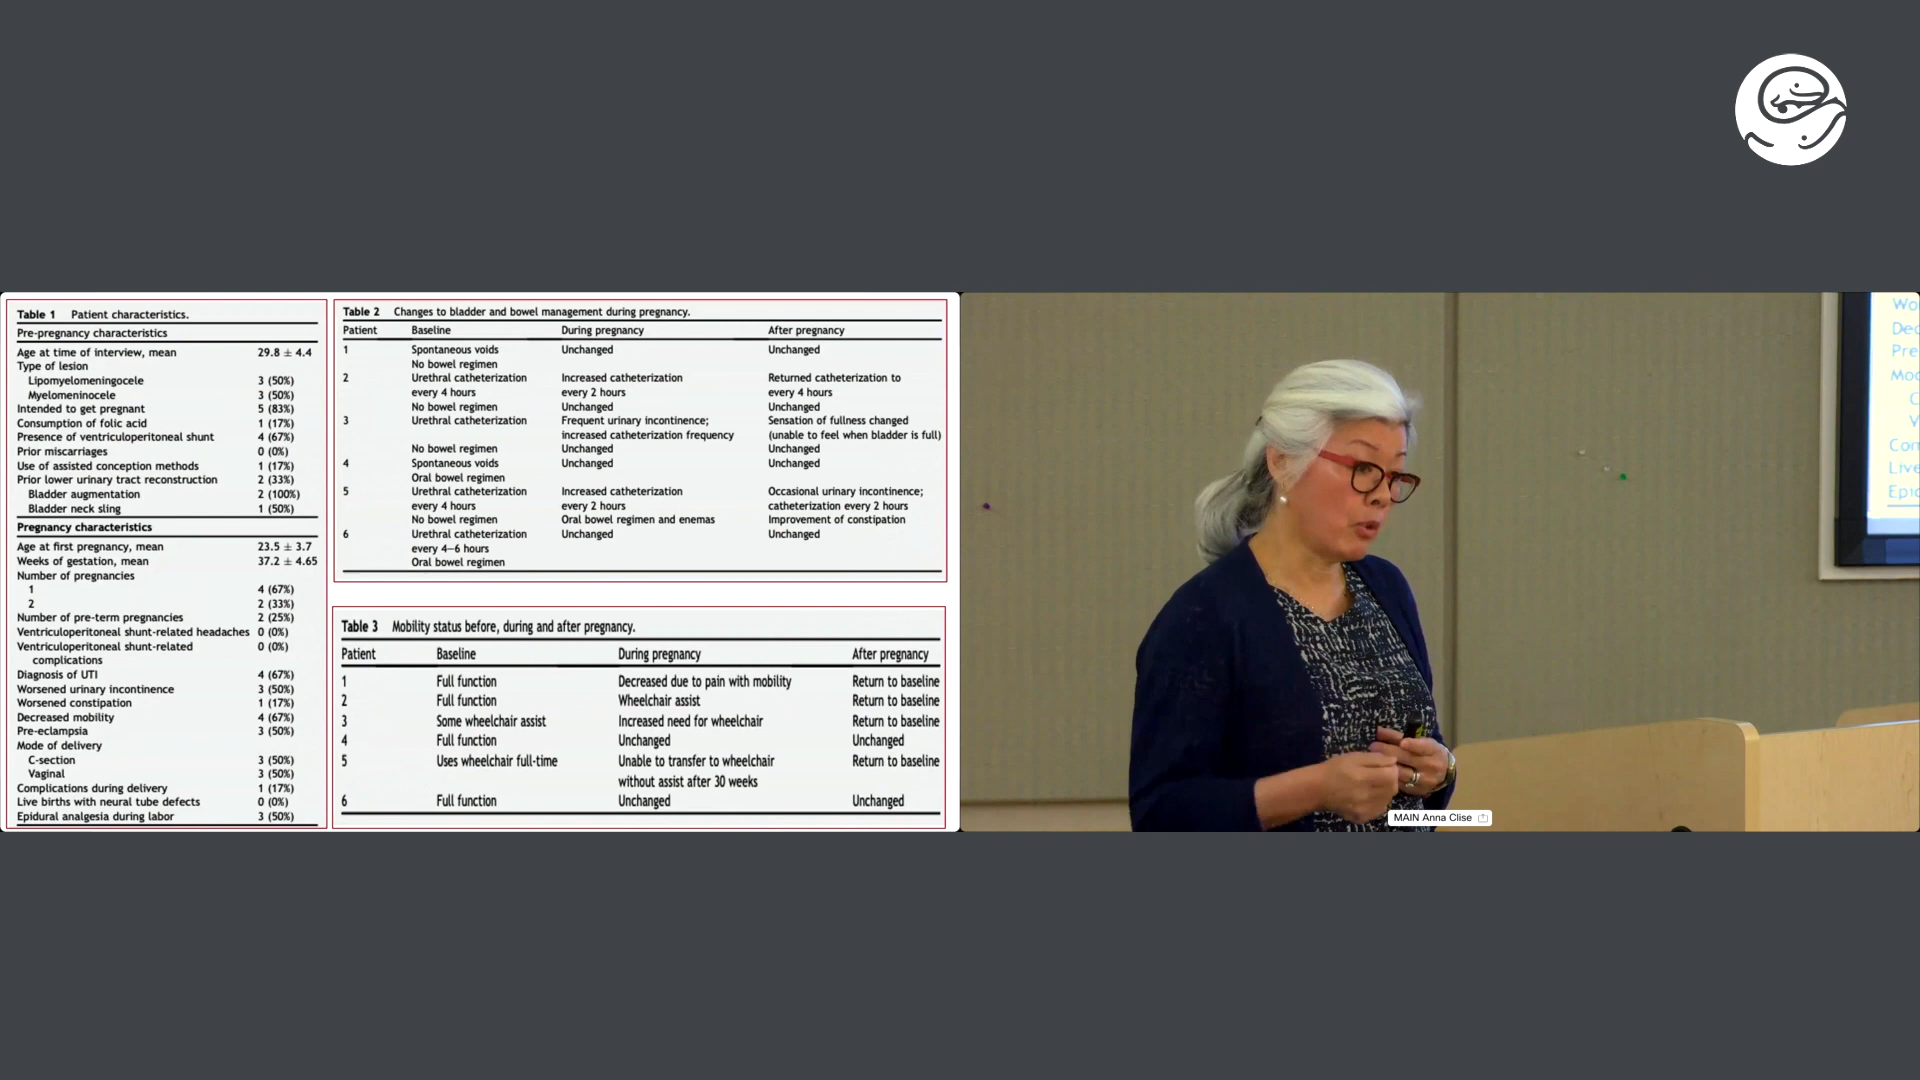 Table 1 Patient characteristics.
Pre-pregnancy characteristics
Age at time of interview, mean 29.8 ± 4.4
Type of lesion
Lipomyelomeningocele 3 (50%)
Myelomeninocele 3 (50%)
Intended to get pregnant 5 (83%)
Consumption of folic acid 1 (17%)
Presence of ventriculoperitoneal shunt 4 (67%)
Prior miscarriages 0 (0%)
Use of assisted conception methods 1 (17%)
Prior lower urinary tract reconstruction 2 (33%)
Bladder augmentation 2 (100%)
Bladder neck sling 1 (50%)
Pregnancy characteristics
Age at first pregnancy, mean 23.5 ± 3.7
Weeks of gestation, mean 37.2 ± 4.65
Number of pregnancies
1 4 (67%)
2 2 (33%)
Number of pre-term pregnancies 2 (25%)
Ventriculoperitoneal shunt-related headaches 0 (0%)
Ventriculoperitoneal shunt-related 0 (0%)
complications
Diagnosis of UTI 4 (67%)
Worsened urinary incontinence 3 (50%)
Worsened constipation 1 (17%)
Decreased mobility 4 (67%)
Pre-eclampsia 3 (50%)
Mode of delivery
C-section 3 (50%)
Vaginal 3 (50%)
Complications during delivery 1 (17%)
Live births with neural tube defects 0 (0%)
Epidural analgesia during labor 3 (50%)
Table 2 Changes to bladder and bowel management during pregnancy.
Patient Baseline During pregnancy After pregnancy
1 Spontaneous voids Unchanged Unchanged
No bowel regimen
2 Urethral catheterization Increased catheterization Returned catheterization to
every 4 hours every 2 hours every 4 hours
No bowel regimen Unchanged Unchanged
3 Urethral catheterization Frequent urinary incontinence; Sensation of fullness changed
increased catheterization frequency (unable to feel when bladder is full)
No bowel regimen Unchanged Unchanged
4 Spontaneous voids Unchanged Unchanged
Oral bowel regimen
5 Urethral catheterization Increased catheterization Occasional urinary incontinence;
every 4 hours every 2 hours catheterization every 2 hours
No bowel regimen Oral bowel regimen and enemas Improvement of constipation
6 Urethral catheterization Unchanged Unchanged
every 4–6 hours
Oral bowel regimen
Table 3 Mobility status before, during and after pregnancy.
Patient Baseline During pregnancy After pregnancy
1 Full function Decreased due to pain with mobility Return to baseline
2 Full function Wheelchair assist Return to baseline
3 Some wheelchair assist Increased need for wheelchair Return to baseline
4 Full function Unchanged Unchanged
5 Uses wheelchair full-time Unable to transfer to wheelchair Return to baseline
without assist after 30 weeks
6 Full function Unchanged Unchanged
Wo
Dec
Pre
Mod
C
V
Com
Live
Epid
MAIN Anna Clise